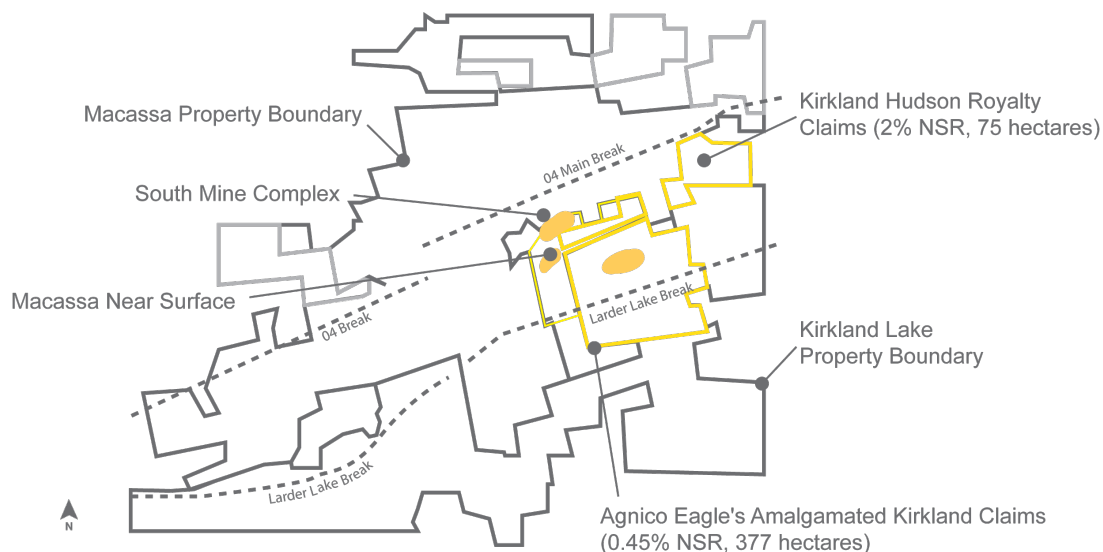 Macassa Property Boundary
South Mine Complex
Macassa Near Surface
04 Main Break
Kirkland Hudson Royalty
Claims (2% NSR, 75 hectares)
04 Break
Larder Lake Break
Kirkland Lake
Property Boundary
Larder Lake Break
N
Agnico Eagle's Amalgamated Kirkland Claims
(0.45% NSR, 377 hectares)